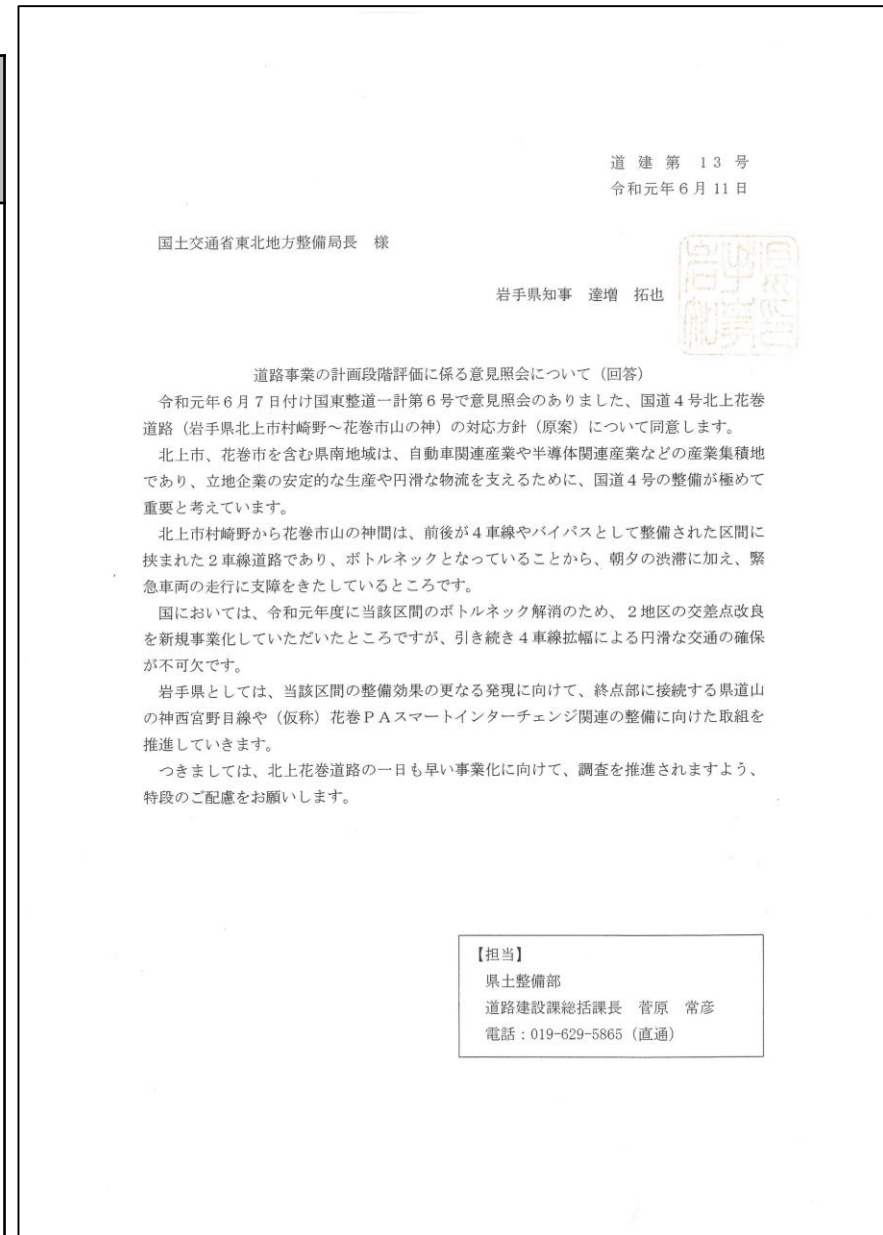 道 建 第 13 号
令和元年6月11日
国土交通省東北地方整備局長 様
岩手県知事 達増 拓也
道路事業の計画段階評価に係る意見照会について（回答）
令和元年6月7日付け国東整道一計第6号で意見照会のありました、国道4号北上花巻
道路（岩手県北上市村崎野～花巻市山の神）の対応方針（原案）について同意します。
北上市、花巻市を含む県南地域は、自動車関連産業や半導体関連産業などの産業集積地
であり、立地企業の安定的な生産や円滑な物流を支えるために、国道4号の整備が極めて
重要と考えています。
北上市村崎野から花巻市山の神間は、前後が4車線やバイパスとして整備された区間に
挟まれた2車線道路であり、ボトルネックとなっていることから、朝夕の渋滞に加え、緊
急車両の走行に支障をきたしているところです。
国においては、令和元年度に当該区間のボトルネック解消のため、2地区の交差点改良
を新規事業化していただいたところですが、引き続き4車線拡幅による円滑な交通の確保
が不可欠です。
岩手県としては、当該区間の整備効果の更なる発現に向けて、終点部に接続する県道山
の神西宮野目線や（仮称）花巻PAスマートインターチェンジ関連の整備に向けた取組を
推進していきます。
つきましては、北上花巻道路の一日も早い事業化に向けて、調査を推進されますよう、
特段のご配慮をお願いします。
【担当】
県土整備部
道路建設課総括課長 菅原 常彦
電話：019-629-5865（直通）